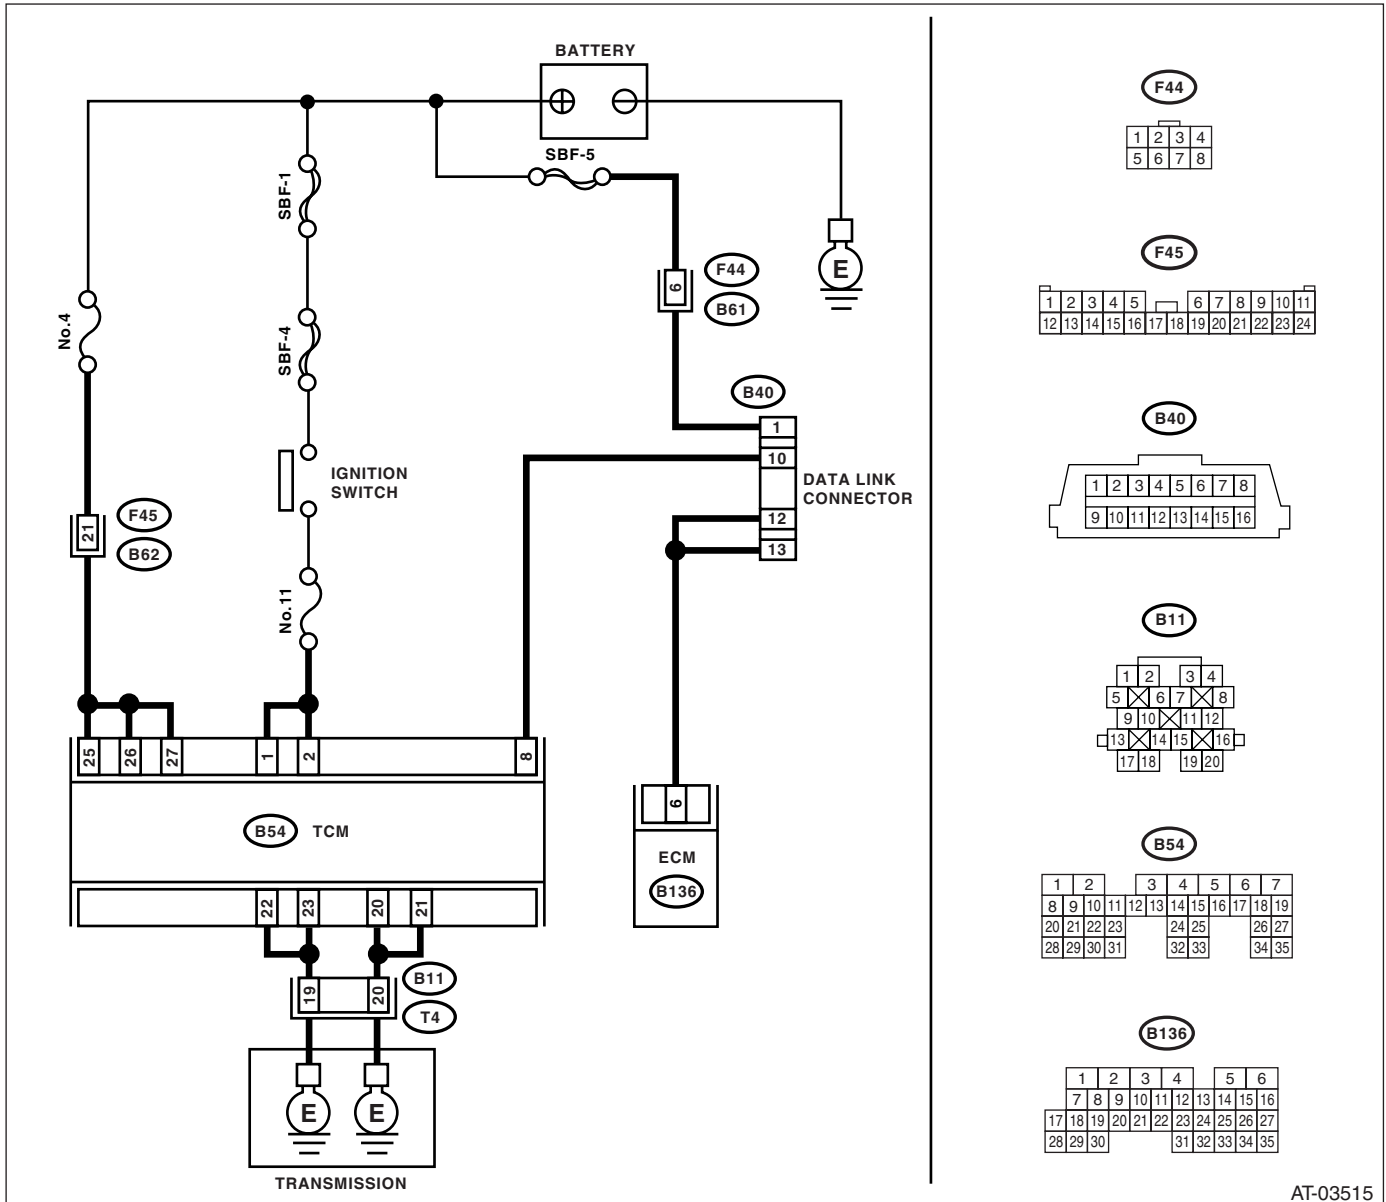 BATTERY
SBF-5
SBF-1
E
F44
6
B61
No.4
SBF-4
B40
1
10
IGNITION
SWITCH
DATA LINK
CONNECTOR
F45
21
B62
12
13
No.11
25
26
27
1
2
8
B54 TCM
6
ECM
B136
22
23
20
21
B11
19
20
T4
E
E
TRANSMISSION
F44
1 2 3 4
5 6 7 8
F45
1 2 3 4 5 6 7 8 9 10 11
12 13 14 15 16 17 18 19 20 21 22 23 24
B40
1 2 3 4 5 6 7 8
9 10 11 12 13 14 15 16
B11
1 2 3 4
5 6 7 8
9 10 11 12
13 14 15 16
17 18 19 20
B54
1 2 3 4 5 6 7
8 9 10 11 12 13 14 15 16 17 18 19
20 21 22 23 24 25 26 27
28 29 30 31 32 33 34 35
B136
1 2 3 4 5 6
7 8 9 10 11 12 13 14 15 16
17 18 19 20 21 22 23 24 25 26 27
28 29 30 31 32 33 34 35
AT-03515